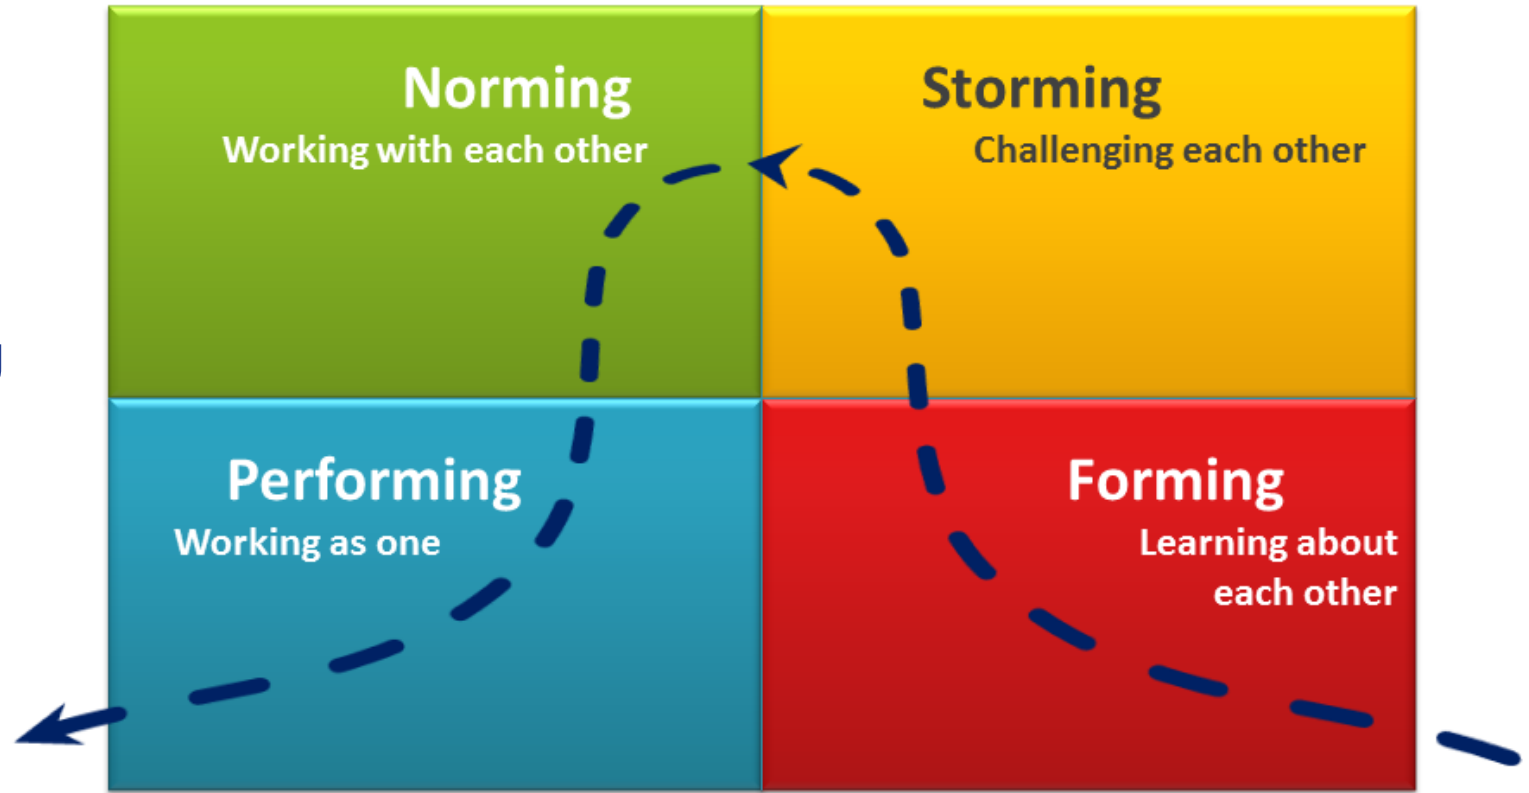 Norming
Working with each other
Storming
Challenging each other
Performing
Working as one
Forming
Learning about
each other